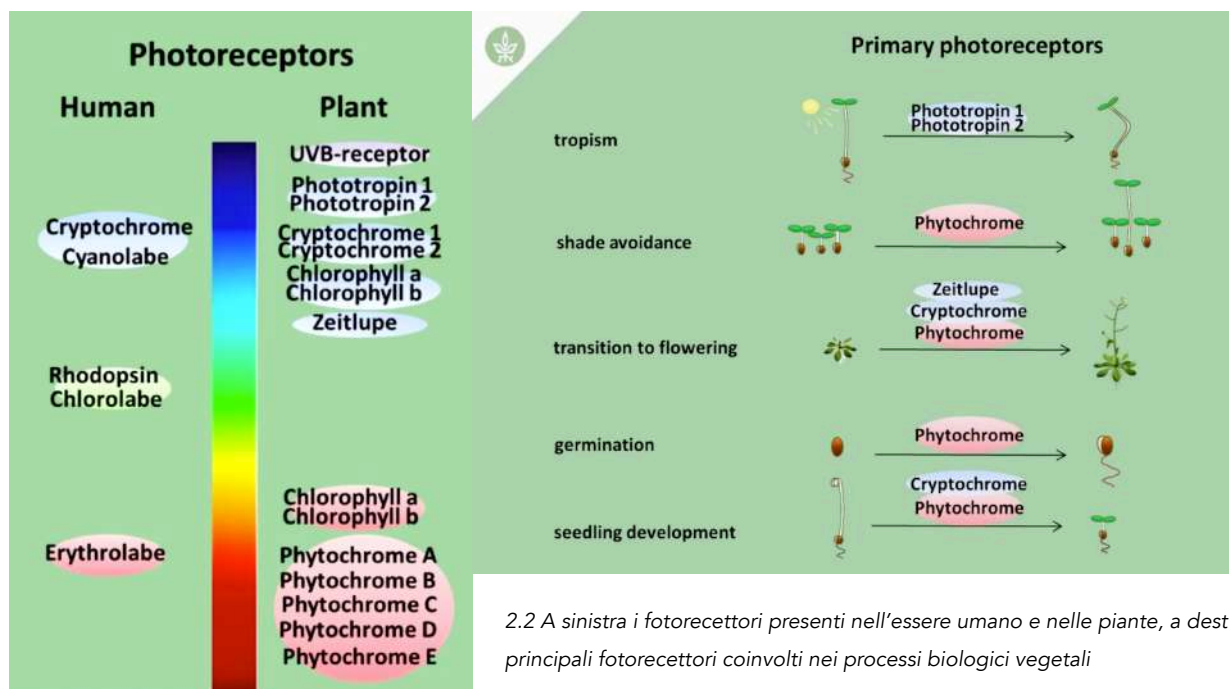 Photoreceptors
Human
Plant
UVB-receptor
Phototropin 1
Phototropin 2
Cryptochrome
Cyanolabe
Cryptochrome 1
Cryptochrome 2
Chlorophyll a
Chlorophyll b
Zeitlupe
Rhodopsin
Chlorolabe
Chlorophyll a
Chlorophyll b
Erythrolabe
Phytochrome A
Phytochrome B
Phytochrome C
Phytochrome D
Phytochrome E
Primary photoreceptors
tropism
Phototropin 1
Phototropin 2
shade avoidance
Phytochrome
transition to flowering
Zeitlupe
Cryptochrome
Phytochrome
germination
Phytochrome
seedling development
Cryptochrome
Phytochrome
2.2 A sinistra i fotorecettori presenti nell'essere umano e nelle piante, a dest
principali fotorecettori coinvolti nei processi biologici vegetali